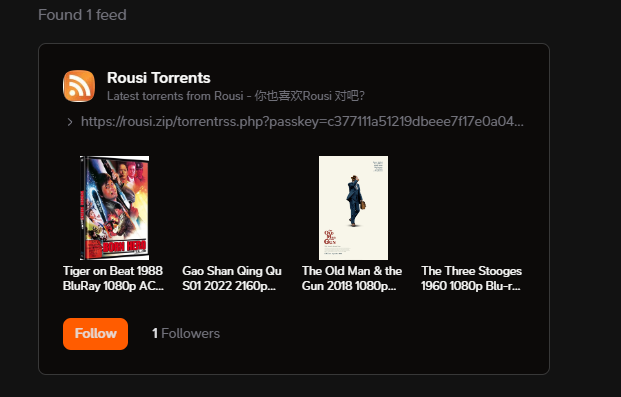 Found 1 feed
Rousi Torrents
Latest torrents from Rousi - 你也喜欢Rousi 对吧?
https://rousi.zip/torrentrss.php?passkey=c377111a51219dbeee7f17e0a04...
Tiger on Beat 1988
BluRay 1080p AC...
Gao Shan Qing Qu
S01 2022 2160p...
The Old Man & the
Gun 2018 1080p...
The Three Stooges
1960 1080p Blu-r...
Follow
1 Followers